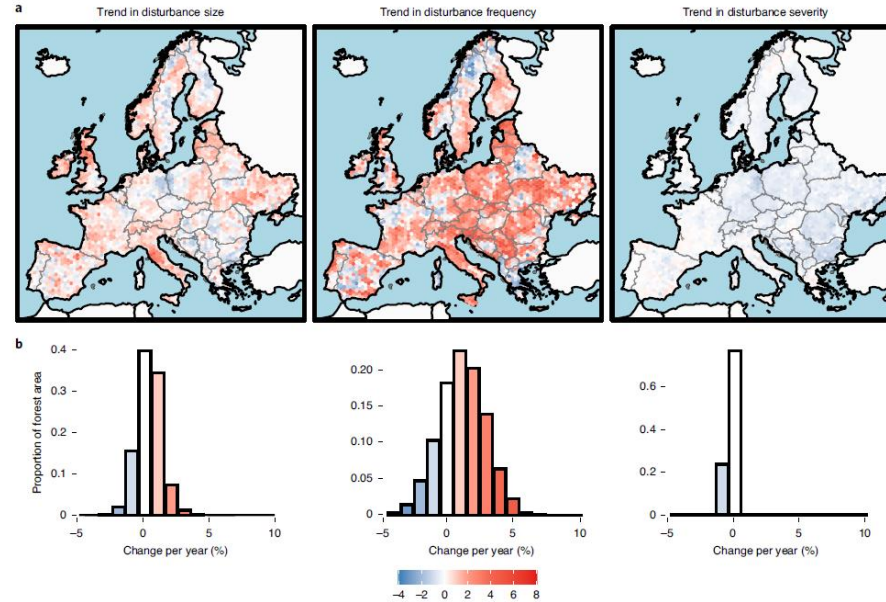 a
Trend in disturbance size
Trend in disturbance frequency
Trend in disturbance severity
b
Proportion of forest area
0.4
0.3
0.2
0.1
0
−5
0
5
10
Change per year (%)
0.20
0.15
0.10
0.05
0
−5
0
5
10
Change per year (%)
0.6
0.4
0.2
0
−5
0
5
10
Change per year (%)
−4 −2 0 2 4 6 8